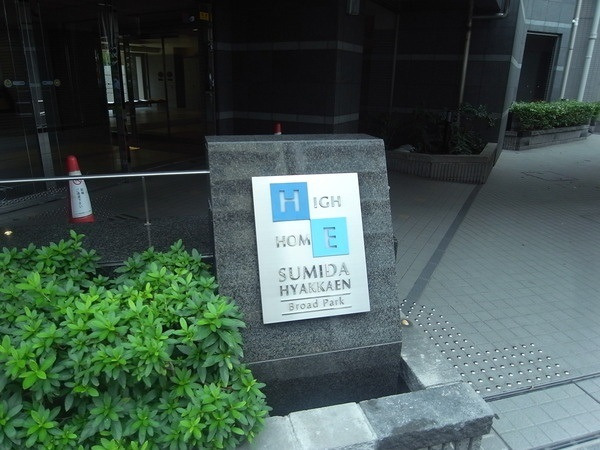 HIGH
HOME
SUMIDA
HYAKKAEN
Broad Park